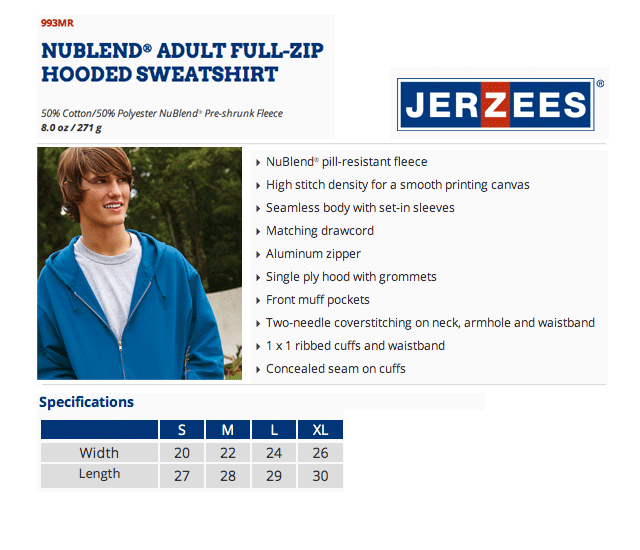 993MR
NUBLEND® ADULT FULL-ZIP
HOODED SWEATSHIRT
50% Cotton/50% Polyester NuBlend® Pre-shrunk Fleece
8.0 oz / 271 g
JERZEES®
NuBlend® pill-resistant fleece
High stitch density for a smooth printing canvas
Seamless body with set-in sleeves
Matching drawcord
Aluminum zipper
Single ply hood with grommets
Front muff pockets
Two-needle coverstitching on neck, armhole and waistband
1 x 1 ribbed cuffs and waistband
Concealed seam on cuffs
Specifications
S M L XL
Width 20 22 24 26
Length 27 28 29 30